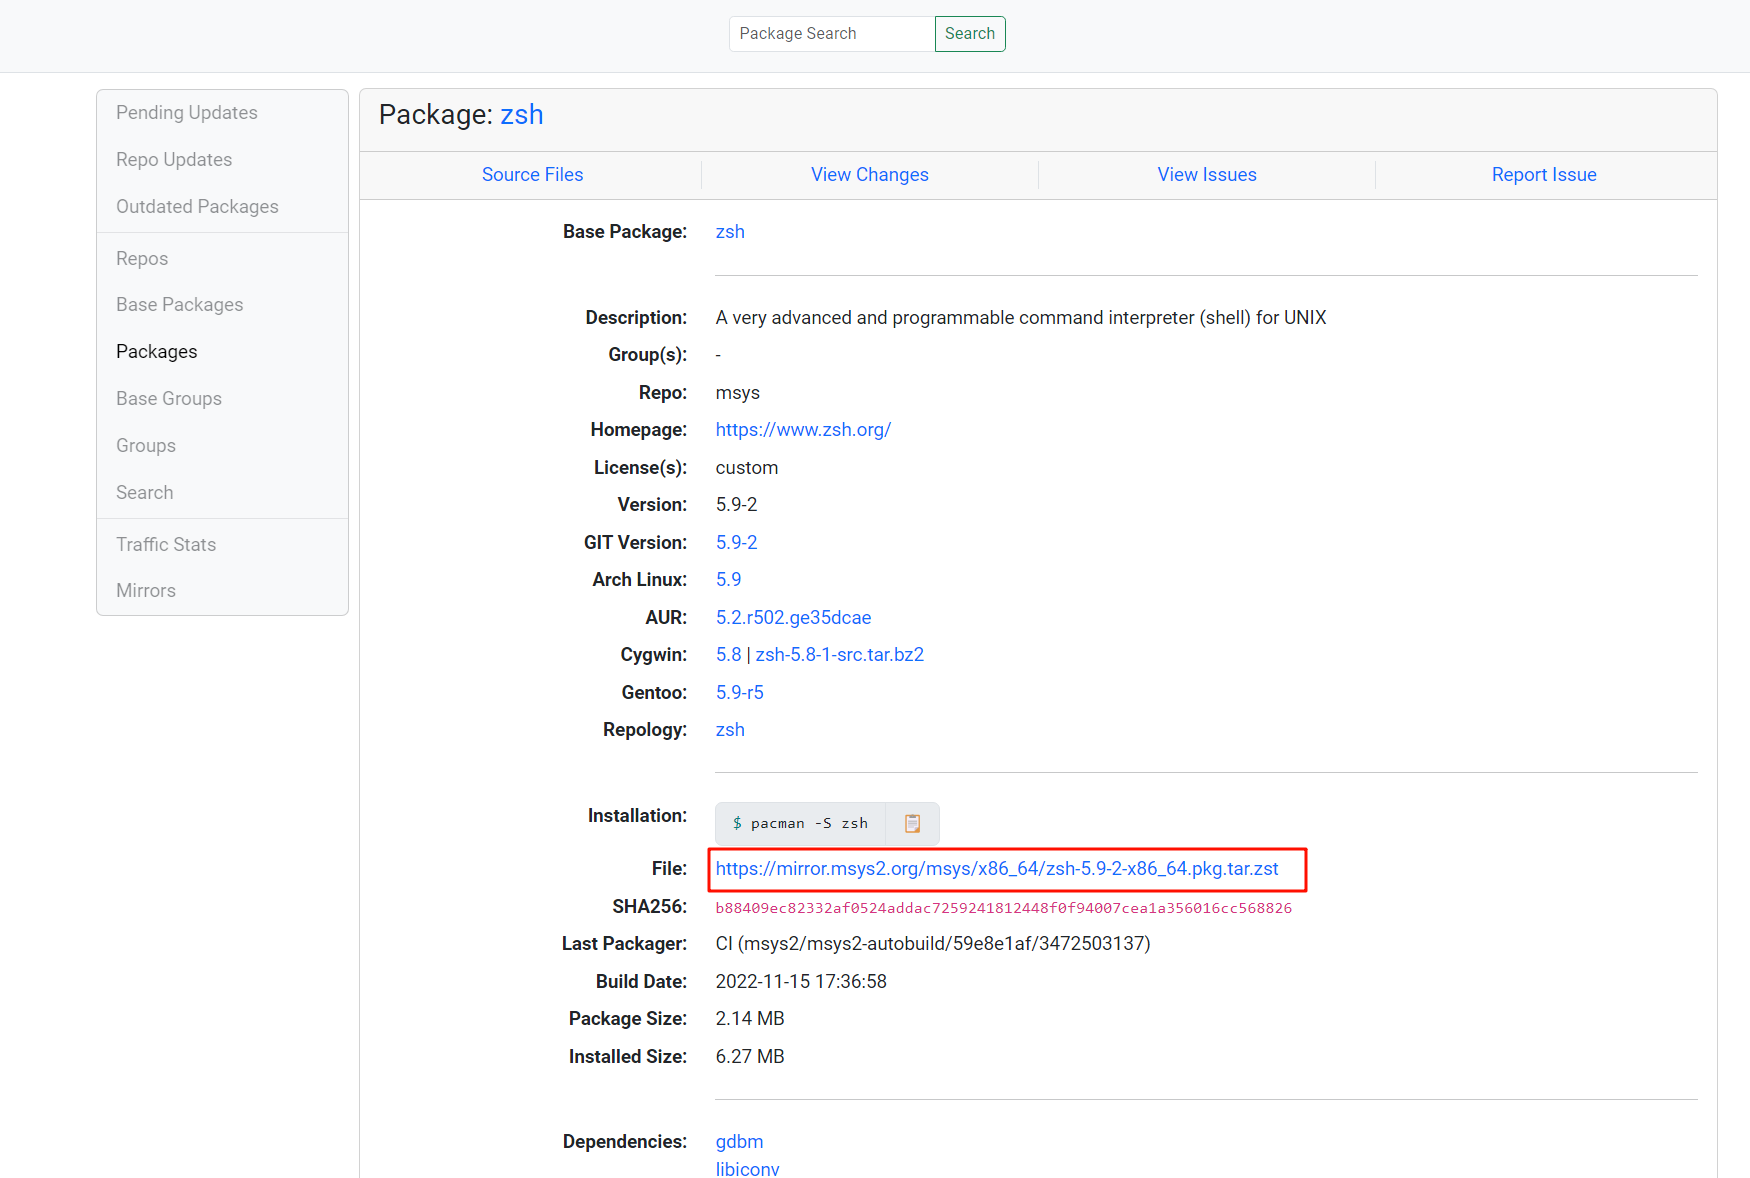 Package Search Search
Pending Updates
Repo Updates
Outdated Packages
Repos
Base Packages
Packages
Base Groups
Groups
Search
Traffic Stats
Mirrors
Package: zsh
Source Files View Changes View Issues Report Issue
Base Package: zsh
Description: A very advanced and programmable command interpreter (shell) for UNIX
Group(s): -
Repo: msys
Homepage: https://www.zsh.org/
License(s): custom
Version: 5.9-2
GIT Version: 5.9-2
Arch Linux: 5.9
AUR: 5.2.r502.ge35dcae
Cygwin: 5.8 | zsh-5.8-1-src.tar.bz2
Gentoo: 5.9-r5
Repology: zsh
Installation: $ pacman -S zsh
File: https://mirror.msys2.org/msys/x86_64/zsh-5.9-2-x86_64.pkg.tar.zst
SHA256: b88409ec82332af0524addac7259241812448f0f94007cea1a356016cc568826
Last Packager: CI (msys2/msys2-autobuild/59e8e1af/3472503137)
Build Date: 2022-11-15 17:36:58
Package Size: 2.14 MB
Installed Size: 6.27 MB
Dependencies: gdbm
libiconv